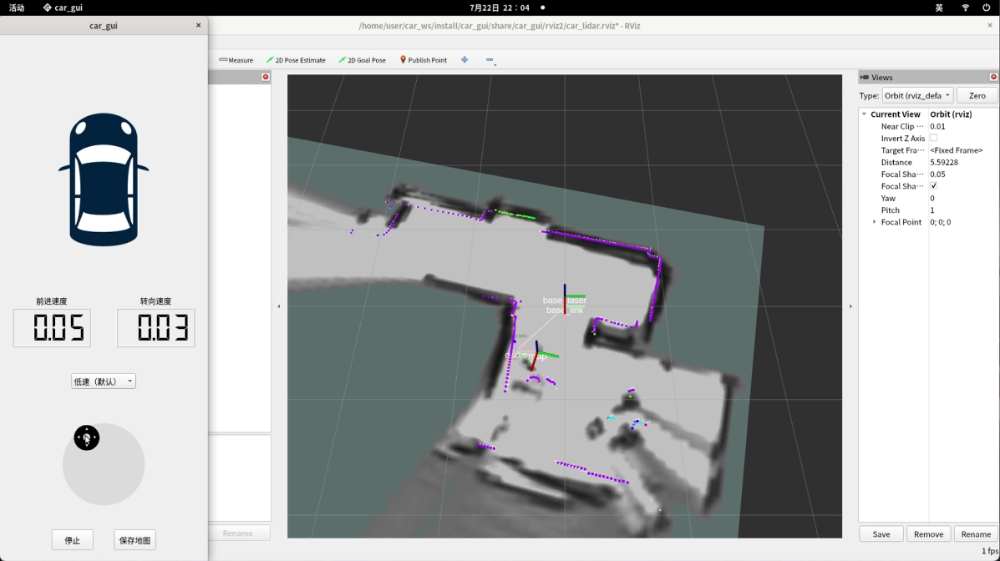 活动
car_gui
7月22日 22：04
英
car_gui
/home/user/car_ws/install/car_gui/share/car_gui/rviz2/car_lidar.rviz* - RViz
Measure
2D Pose Estimate
2D Goal Pose
Publish Point
Views
Type:
Orbit (rviz_defa
Zero
Current View
Orbit (rviz)
Near Clip ···
0.01
Invert Z Axis
Target Fra···
<Fixed Frame>
Distance
5.59228
Focal Sha···
0.05
Focal Sha···
Yaw
0
Pitch
1
Focal Point
0; 0; 0
前进速度
转向速度
0.05
0.03
低速（默认）
base_link
map
停止
保存地图
Rename
Save
Remove
Rename
1 fps